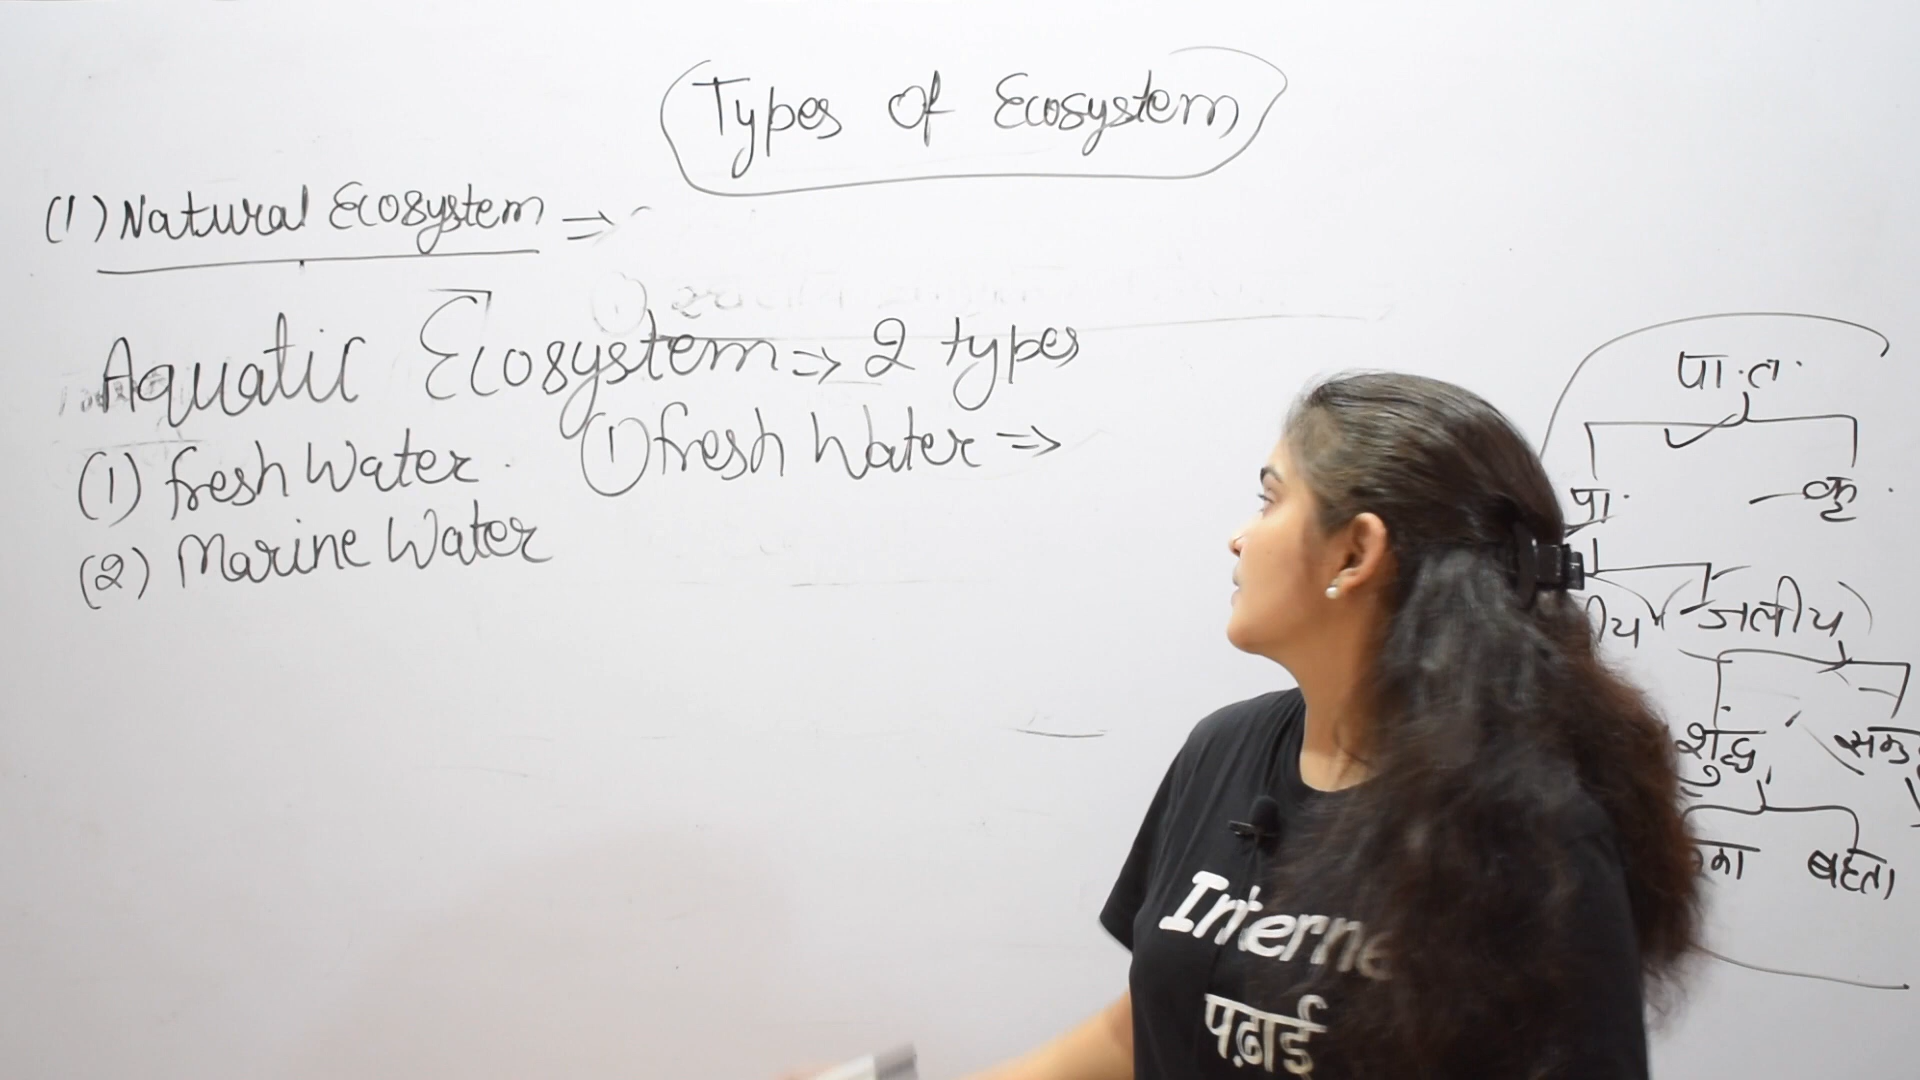 Types Of Ecosystem
(1) Natural Ecosystem ⇒
Aquatic Ecosystem ⇒ 2 types
(1) fresh Water. (1) fresh Water ⇒
(2) Marine Water
पा.त.
पा. कृ.
जलीय)
शुद्ध
बहता
Interne
पढ़ाई